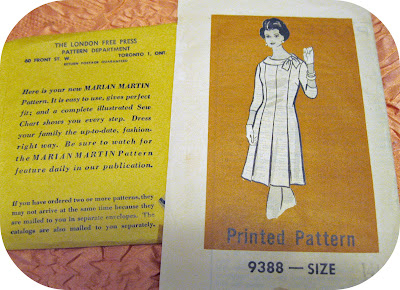 THE LONDON FREE PRESS
PATTERN DEPARTMENT
60 FRONT ST. W. TORONTO 1, ONT.
RETURN POSTAGE GUARANTEED
Here is your new MARIAN MARTIN
Pattern. It is easy to use, gives perfect
fit; and a complete illustrated Sew
Chart shows you every step. Dress
your family the up-to-date, fashion-
right way. Be sure to watch for
the MARIAN MARTIN Pattern
feature daily in our publication.
If you have ordered two or more patterns, they
may not arrive at the same time because they
are mailed to you in separate envelopes. The
catalogs are also mailed to you separately.
Printed Pattern
9388 — SIZE